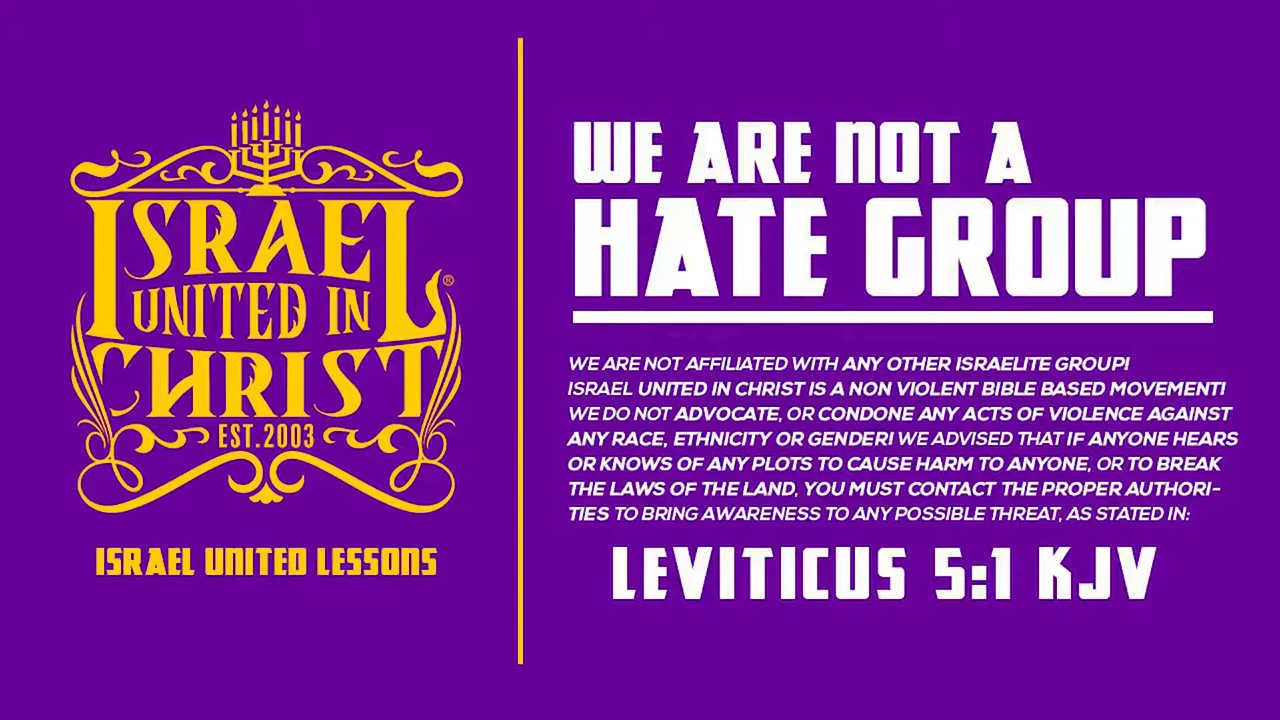 ISRAEL
UNITED IN
CHRIST
®
EST.2003
ISRAEL UNITED LESSONS
WE ARE NOT A
HATE GROUP
WE ARE NOT AFFILIATED WITH ANY OTHER ISRAELITE GROUP!
ISRAEL UNITED IN CHRIST IS A NON VIOLENT BIBLE BASED MOVEMENT!
WE DO NOT ADVOCATE, OR CONDONE ANY ACTS OF VIOLENCE AGAINST
ANY RACE, ETHNICITY OR GENDER! WE ADVISED THAT IF ANYONE HEARS
OR KNOWS OF ANY PLOTS TO CAUSE HARM TO ANYONE, OR TO BREAK
THE LAWS OF THE LAND, YOU MUST CONTACT THE PROPER AUTHORI-
TIES TO BRING AWARENESS TO ANY POSSIBLE THREAT, AS STATED IN:
LEVITICUS 5:1 KJV